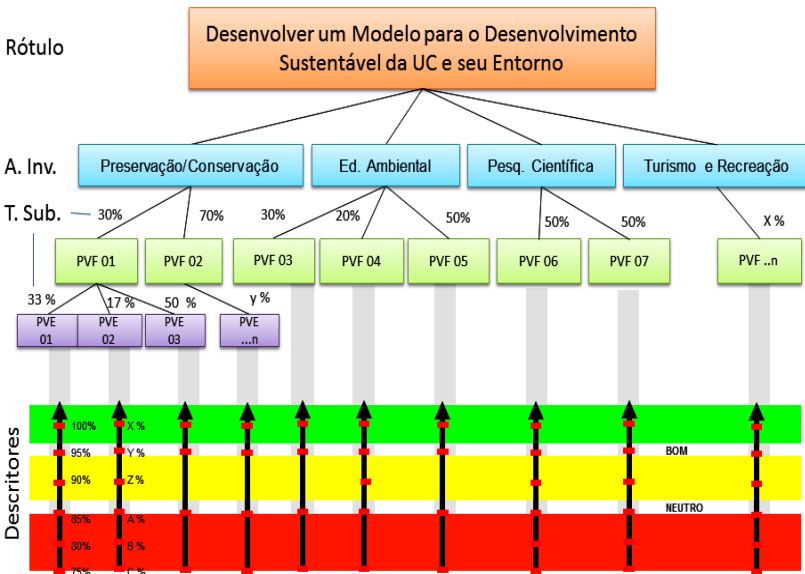 Rótulo
Desenvolver um Modelo para o Desenvolvimento
Sustentável da UC e seu Entorno
A. Inv.
Preservação/Conservação
Ed. Ambiental
Pesq. Científica
Turismo e Recreação
T. Sub.
30%
70%
30%
20%
50%
50%
50%
X %
PVF 01
PVF 02
PVF 03
PVF 04
PVF 05
PVF 06
PVF 07
PVF ..n
33 %
17 %
50 %
y %
PVE
01
PVE
02
PVE
03
PVE
...n
Descritores
100%
X %
95%
Y %
BOM
90%
Z %
NEUTRO
85%
A %
80%
B %
75%
C %